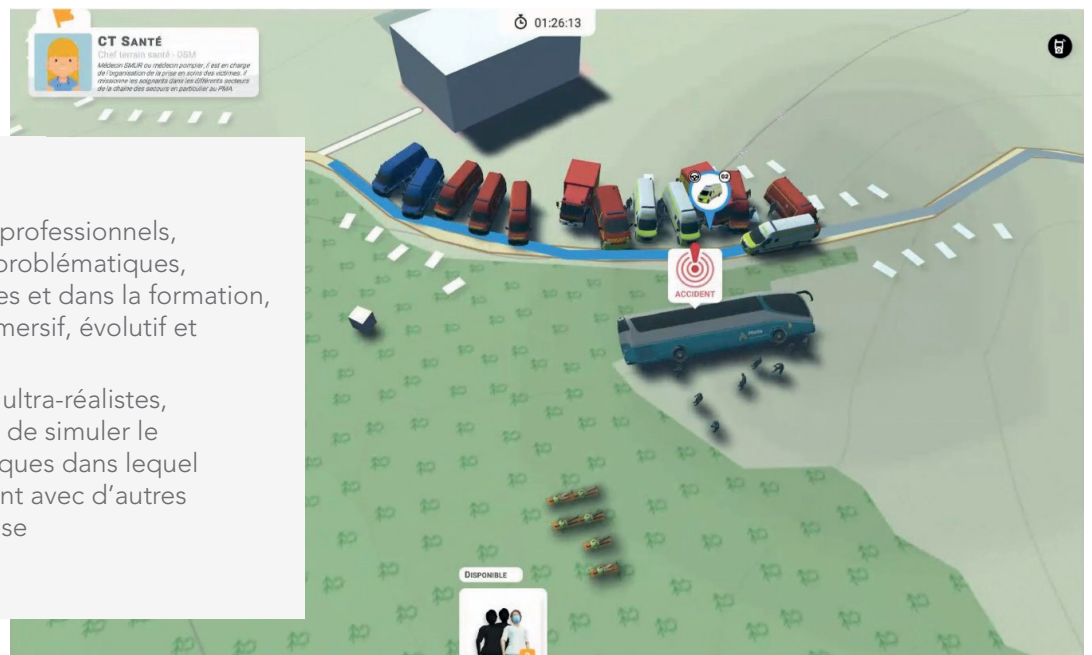 01:26:13
CT SANTÉ
Chef terrain santé - DSM
Médecin SMUR ou médecin pompier, il est en charge
de l'organisation de la prise en soins des victimes. Il
missionne les soignants dans les différents secteurs
de la chaîne des secours en particulier au PMA.
professionnels,
problématiques,
es et dans la formation,
mersif, évolutif et
ultra-réalistes,
de simuler le
iques dans lequel
nt avec d'autres
se
02
ACCIDENT
DISPONIBLE